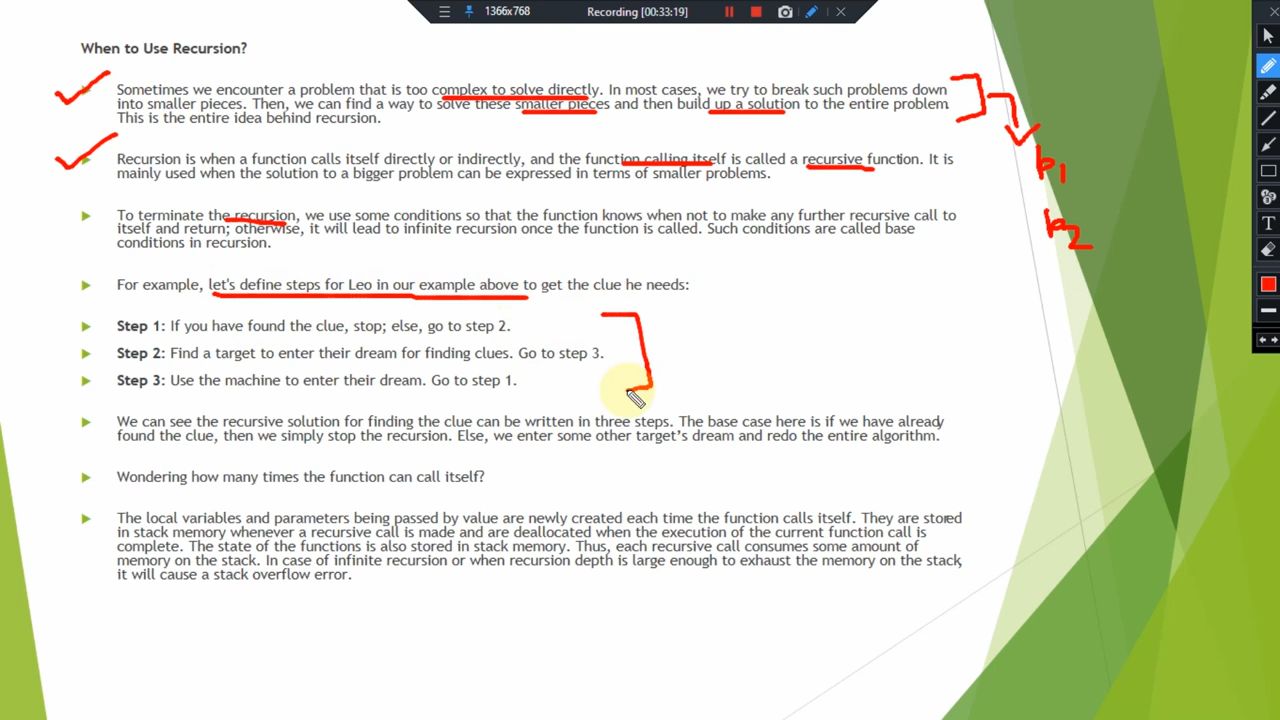 1366x768 Recording [00:33:19]
When to Use Recursion?
Sometimes we encounter a problem that is too complex to solve directly. In most cases, we try to break such problems down
into smaller pieces. Then, we can find a way to solve these smaller pieces and then build up a solution to the entire problem.
This is the entire idea behind recursion.
Recursion is when a function calls itself directly or indirectly, and the function calling itself is called a recursive function. It is
mainly used when the solution to a bigger problem can be expressed in terms of smaller problems.
P1
P2
To terminate the recursion, we use some conditions so that the function knows when not to make any further recursive call to
itself and return; otherwise, it will lead to infinite recursion once the function is called. Such conditions are called base
conditions in recursion.
For example, let's define steps for Leo in our example above to get the clue he needs:
Step 1: If you have found the clue, stop; else, go to step 2.
Step 2: Find a target to enter their dream for finding clues. Go to step 3.
Step 3: Use the machine to enter their dream. Go to step 1.
We can see the recursive solution for finding the clue can be written in three steps. The base case here is if we have already
found the clue, then we simply stop the recursion. Else, we enter some other target's dream and redo the entire algorithm.
Wondering how many times the function can call itself?
The local variables and parameters being passed by value are newly created each time the function calls itself. They are stored
in stack memory whenever a recursive call is made and are deallocated when the execution of the current function call is
complete. The state of the functions is also stored in stack memory. Thus, each recursive call consumes some amount of
memory on the stack. In case of infinite recursion or when recursion depth is large enough to exhaust the memory on the stack,
it will cause a stack overflow error.